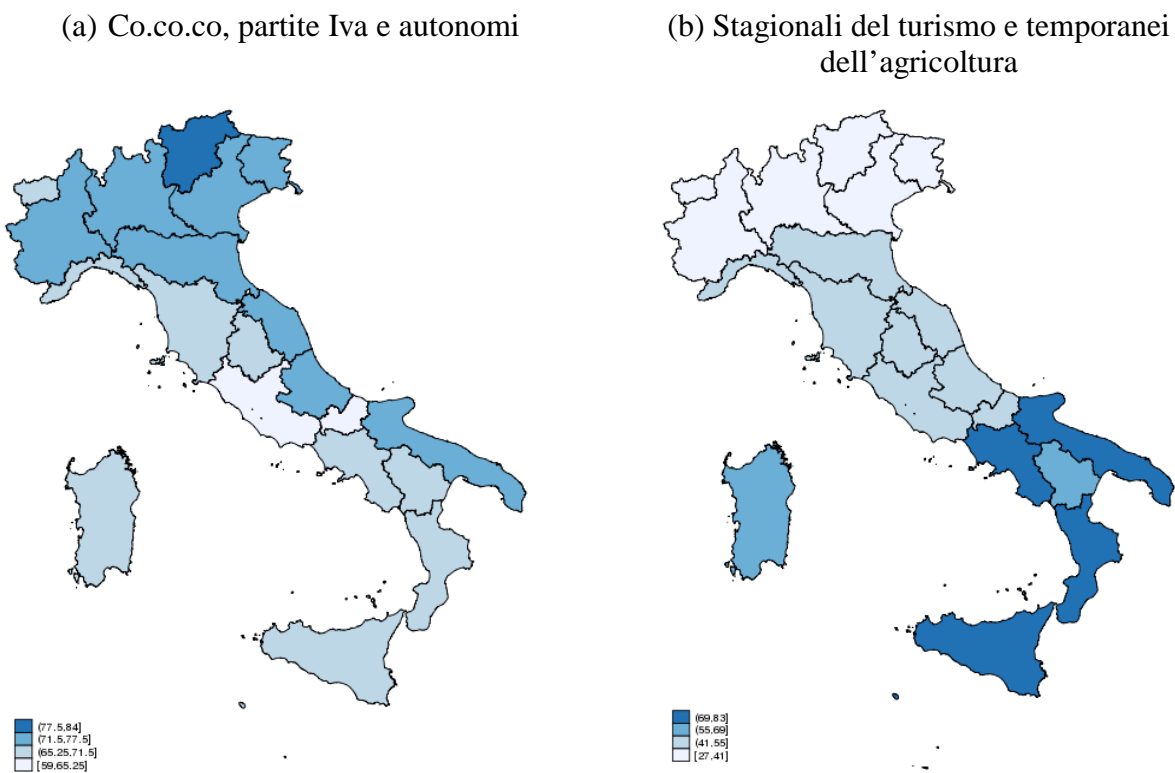 (a) Co.co.co, partite Iva e autonomi
(b) Stagionali del turismo e temporanei
dell’agricoltura
(77.5,84]
(71.5,77.5]
(65.25,71.5]
[59,65.25]
(69,83]
(55,69]
(41,55]
[27,41]